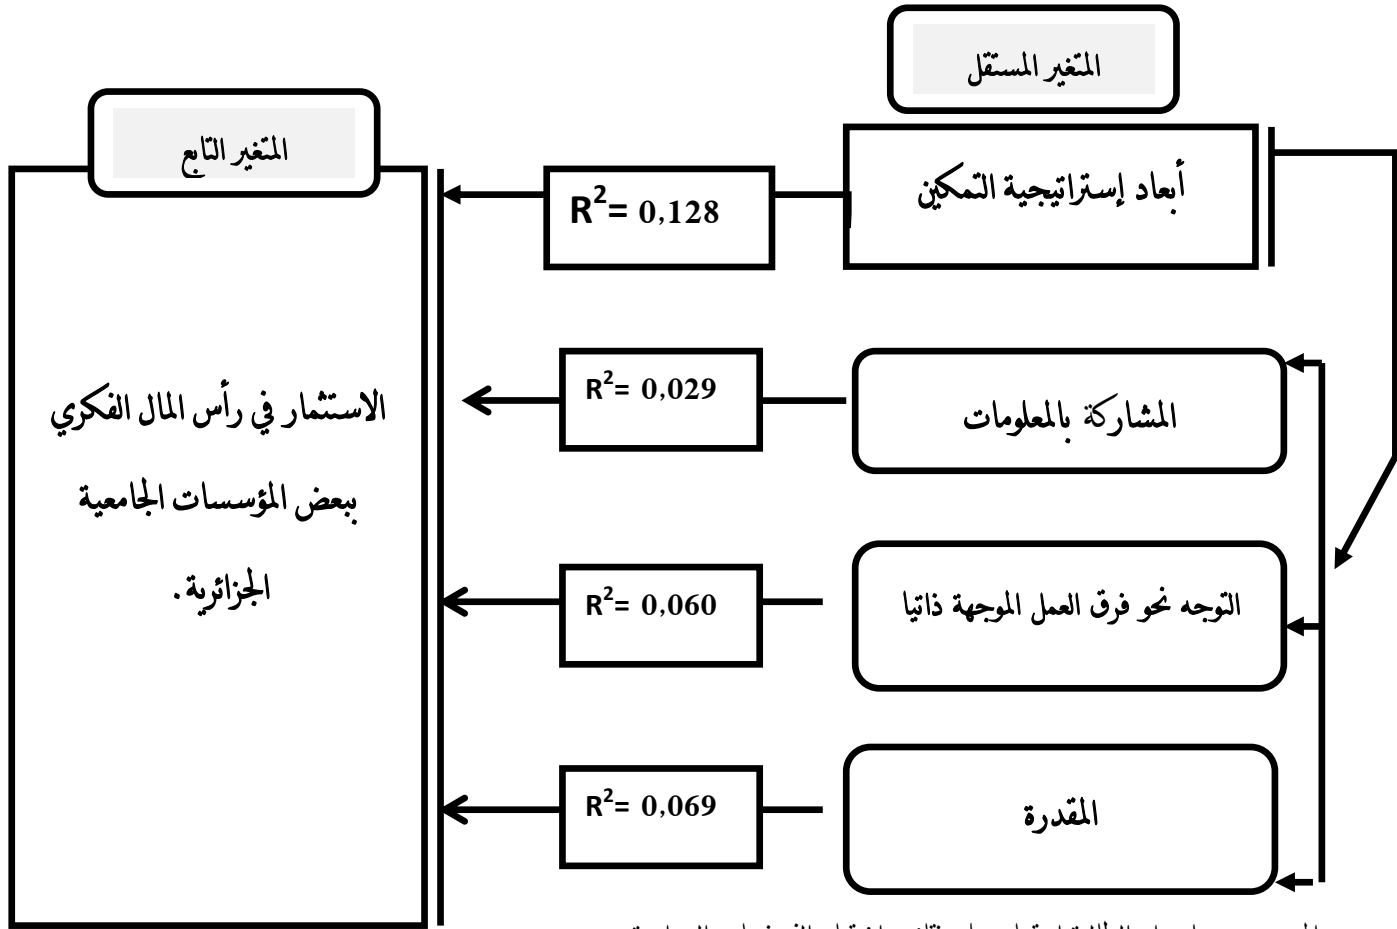 المتغير المستقل
المتغير التابع
أبعاد إستراتيجية التمكين
R²= 0,128
المشاركة بالمعلومات
R²= 0,029
الاستثمار في رأس المال الفكري
ببعض المؤسسات الجامعية
الجزائرية.
التوجه نحو فرق العمل الموجهة ذاتيا
R²= 0,060
المقدرة
R²= 0,069